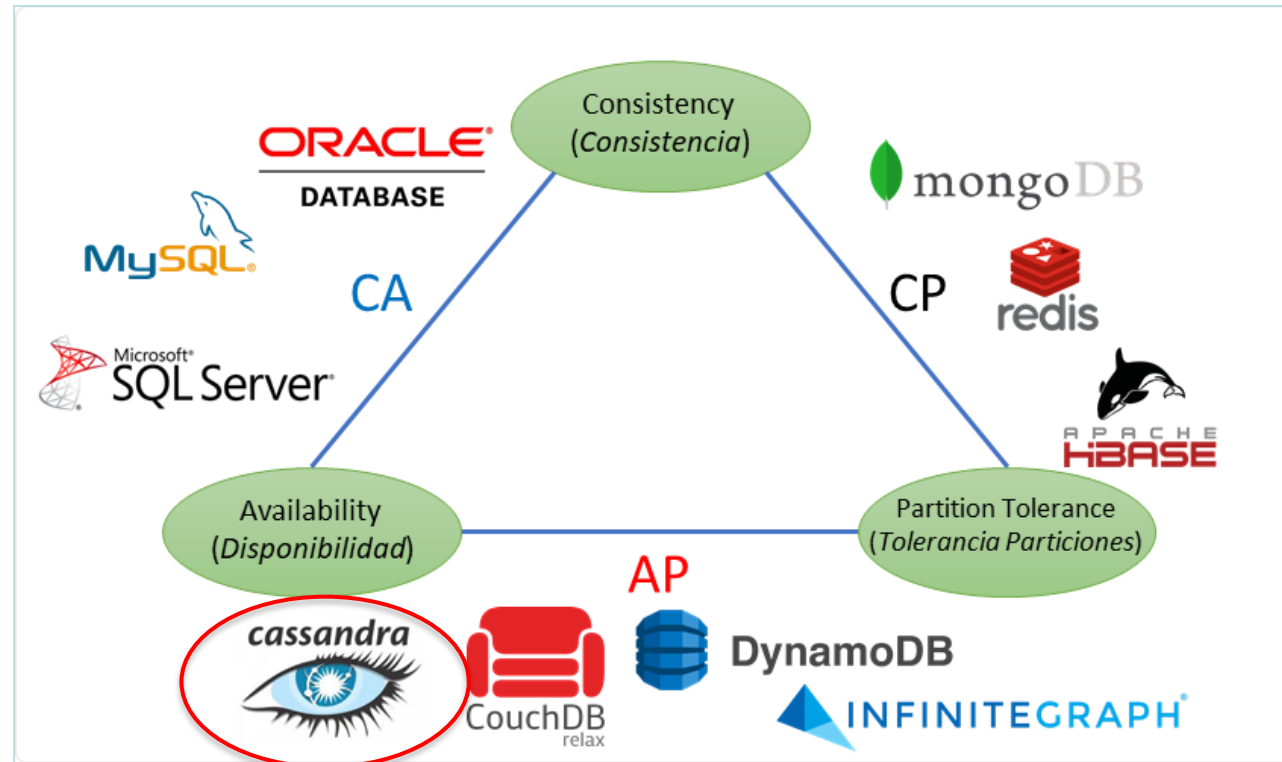 Consistency
(Consistencia)
ORACLE®
DATABASE
mongoDB
MySQL®
CA
CP
redis
Microsoft®
SQL Server®
APACHE
HBASE
Availability
(Disponibilidad)
Partition Tolerance
(Tolerancia Particiones)
AP
cassandra
DynamoDB
CouchDB
relax
INFINITEGRAPH®